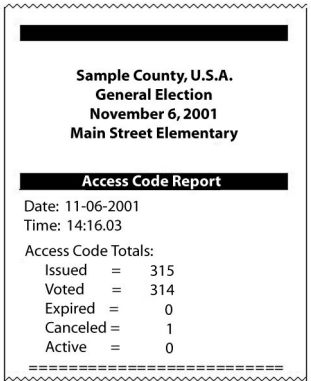 Sample County, U.S.A.
General Election
November 6, 2001
Main Street Elementary
Access Code Report
Date: 11-06-2001
Time: 14:16.03
Access Code Totals:
Issued = 315
Voted = 314
Expired = 0
Canceled = 1
Active = 0
==========================